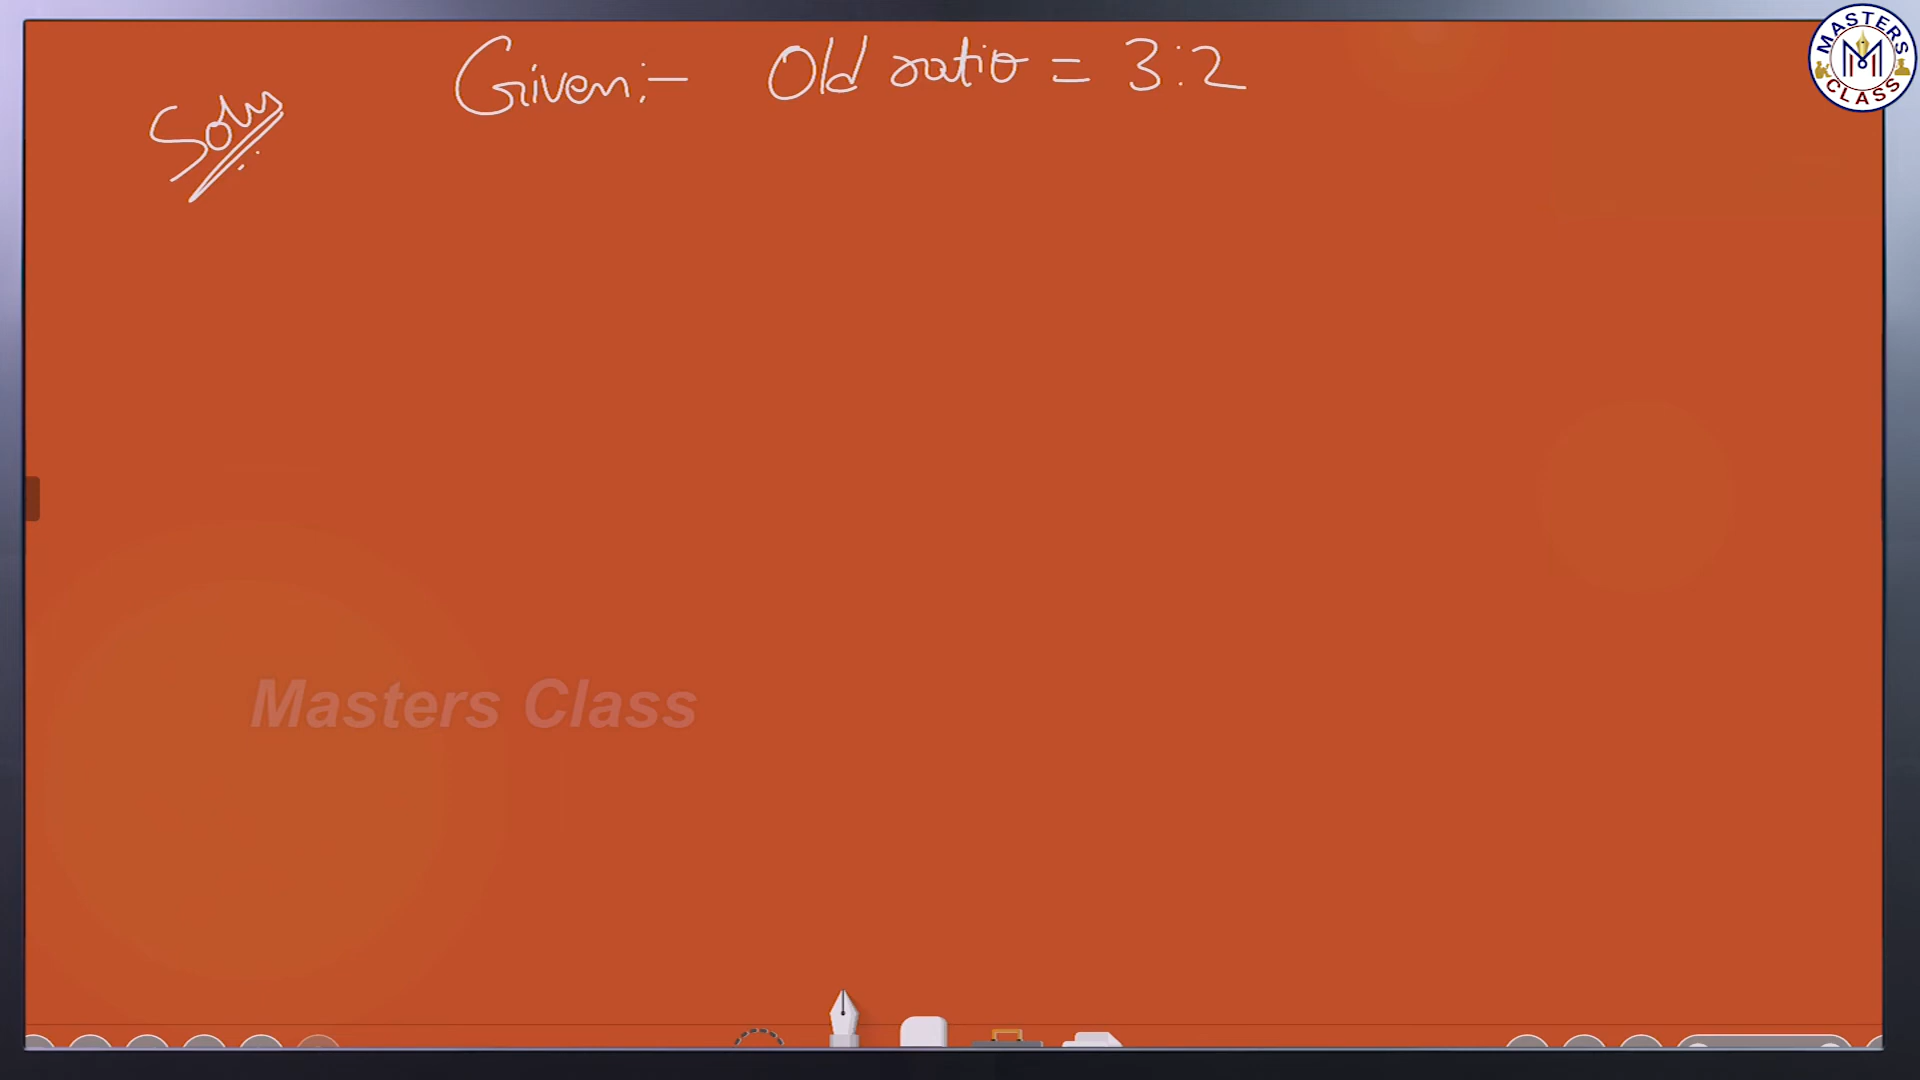 Given:- Old ratio = 3:2
Soln
Masters Class
MASTERS
M
CLASS